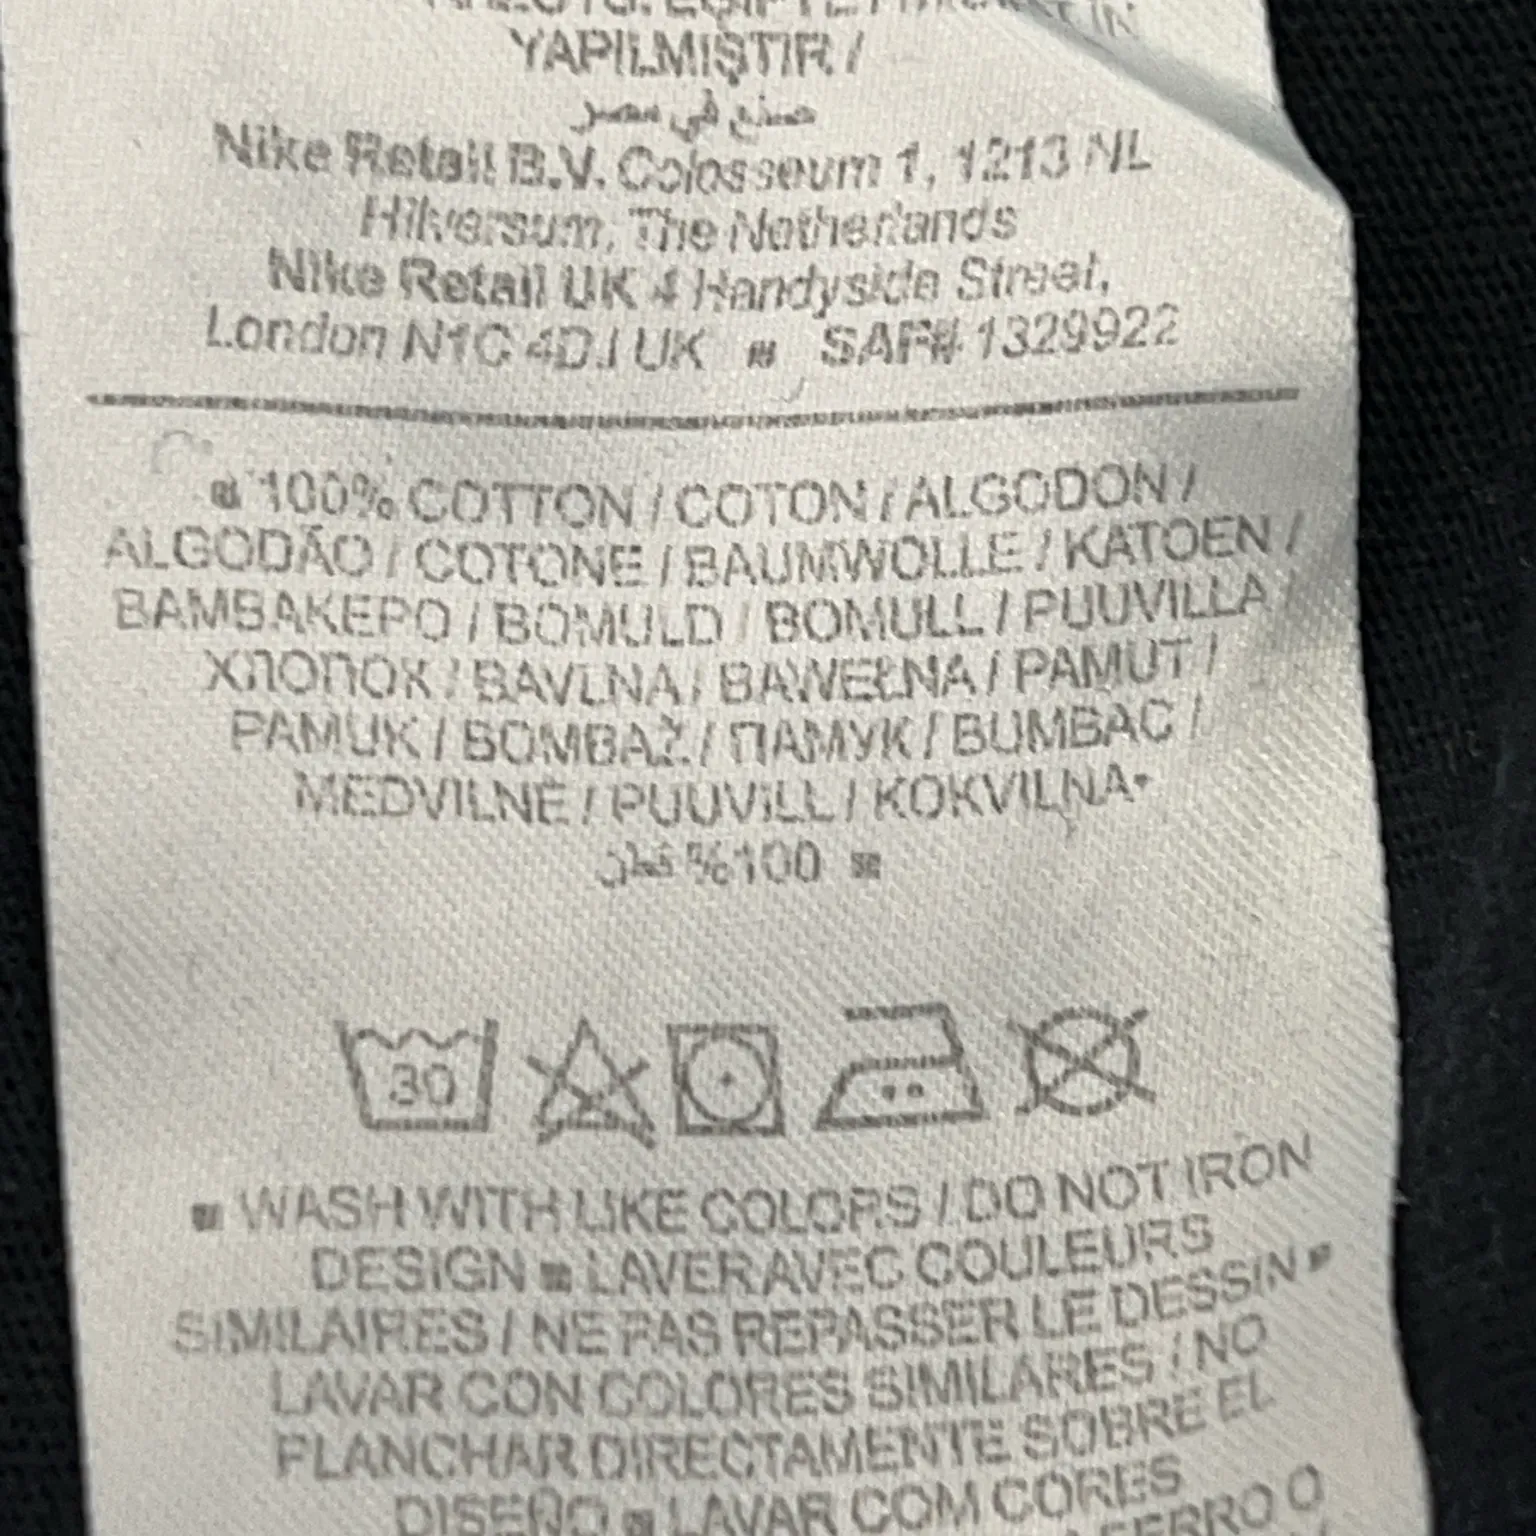 YAPILMIŞTIR /
صنع في مصر
Nike Retail B.V. Colosseum 1, 1213 NL
Hilversum, The Netherlands
Nike Retail UK 4 Handyside Street,
London N1C 4DJ UK SAF# 1329922
100% COTTON / COTON / ALGODON /
ALGODÃO / COTONE / BAUMWOLLE / KATOEN /
ΒΑΜΒΑΚΕΡΟ / BOMULD / BOMULL / PUUVILLA /
ХЛОПОК / BAVLNA / BAWEŁNA / PAMUT /
PAMUK / BOMBAŽ / ПАМУК / BUMBAC /
MEDVILNĖ / PUUVILL / KOKVILNA
100% قطن
30
WASH WITH LIKE COLORS / DO NOT IRON
DESIGN LAVER AVEC COULEURS
SIMILAIRES / NE PAS REPASSER LE DESSIN
LAVAR CON COLORES SIMILARES / NO
PLANCHAR DIRECTAMENTE SOBRE EL
DISEÑO LAVAR COM CORES
FERRO O